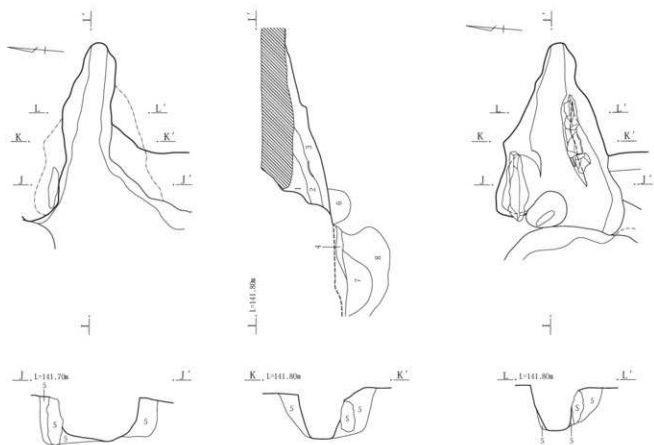 I' I' I'
L L' L L'
K K' K K'
J J' J J'
1 2 3 6
4 7 8
L=141.80m
I I I
J L=141.70m J' K L=141.80m K' L L=141.80m L'
5 5 5 5
5 5 5 5
5 5 5